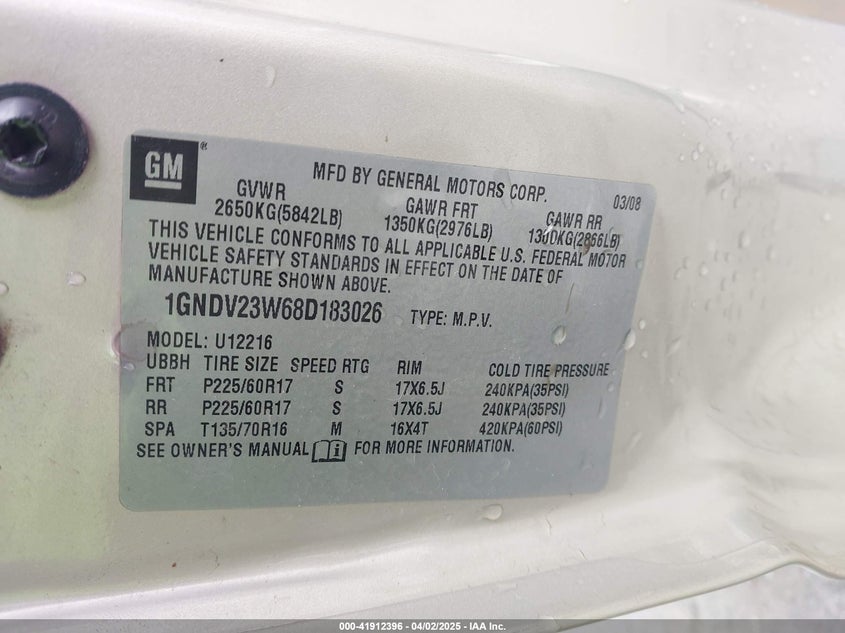 GM®
MFD BY GENERAL MOTORS CORP. 03/08
GVWR GAWR FRT GAWR RR
2650KG(5842LB) 1350KG(2976LB) 1300KG(2866LB)
THIS VEHICLE CONFORMS TO ALL APPLICABLE U.S. FEDERAL MOTOR
VEHICLE SAFETY STANDARDS IN EFFECT ON THE DATE OF
MANUFACTURE SHOWN ABOVE.
1GNDV23W68D183026 TYPE: M.P.V.
MODEL: U12216
UBBH TIRE SIZE SPEED RTG RIM COLD TIRE PRESSURE
FRT P225/60R17 S 17X6.5J 240KPA(35PSI)
RR P225/60R17 S 17X6.5J 240KPA(35PSI)
SPA T135/70R16 M 16X4T 420KPA(60PSI)
SEE OWNER'S MANUAL i FOR MORE INFORMATION.
000-41912396 - 04/02/2025 - IAA Inc.